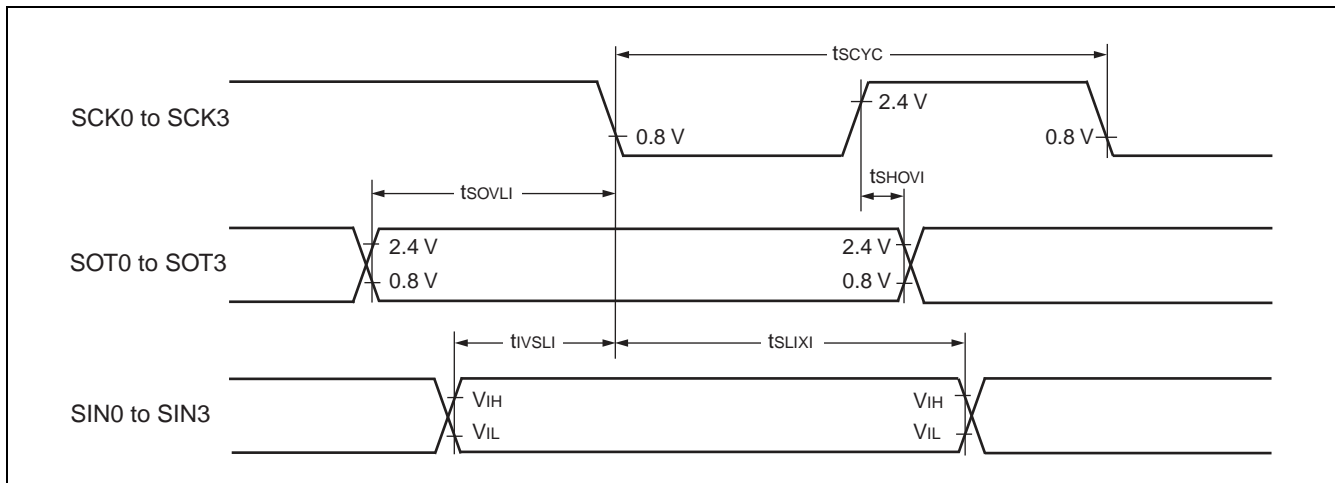 tSCYC
SCK0 to SCK3
2.4 V
0.8 V
0.8 V
tSHOVI
tSOVLI
2.4 V
2.4 V
SOT0 to SOT3
0.8 V
0.8 V
tIVSLI
tSLIXI
VIH
VIH
SIN0 to SIN3
VIL
VIL